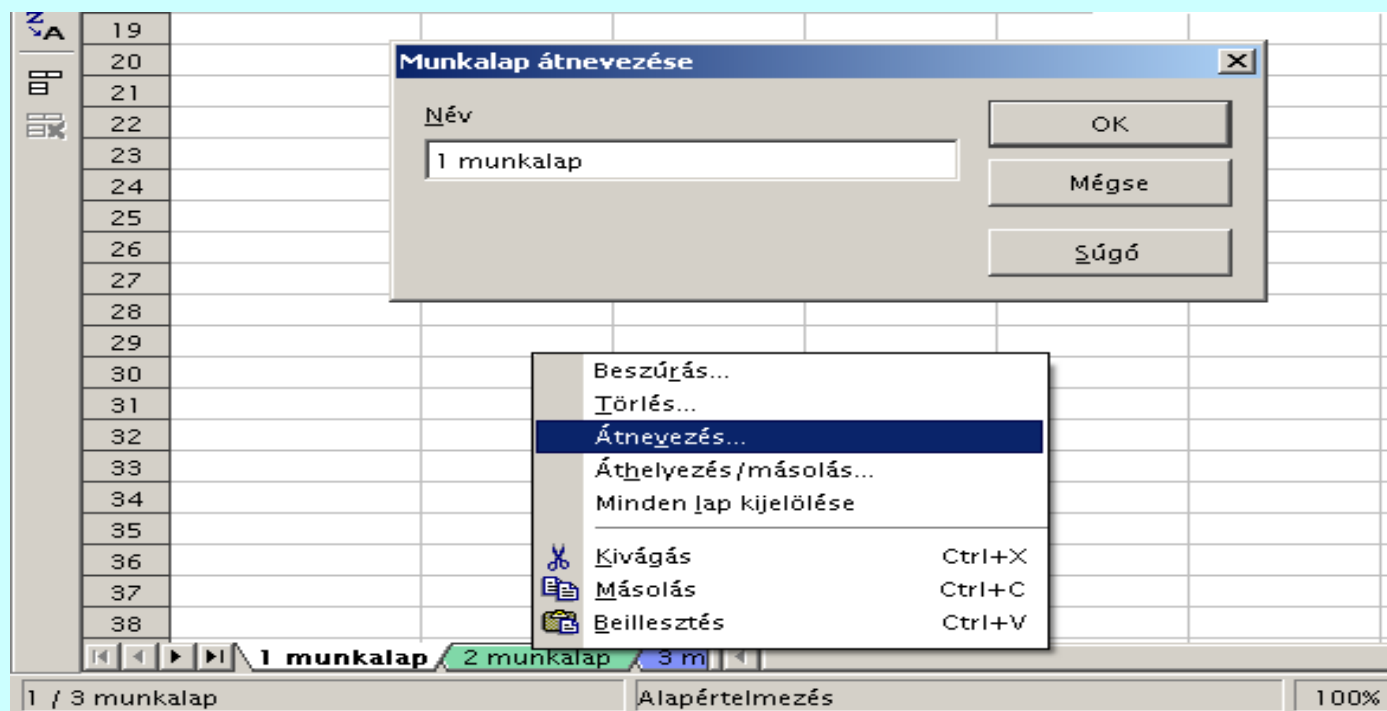 Z
A
19
20
21
22
23
24
25
26
27
28
29
30
31
32
33
34
35
36
37
38
Munkalap átnevezése
Név
1 munkalap
OK
Mégse
Súgó
Beszúrás...
Törlés...
Átnevezés...
Áthelyezés/másolás...
Minden lap kijelölése
Kivágás Ctrl+X
Másolás Ctrl+C
Beillesztés Ctrl+V
1 munkalap 2 munkalap 3 m
1 / 3 munkalap Alapértelmezés 100%